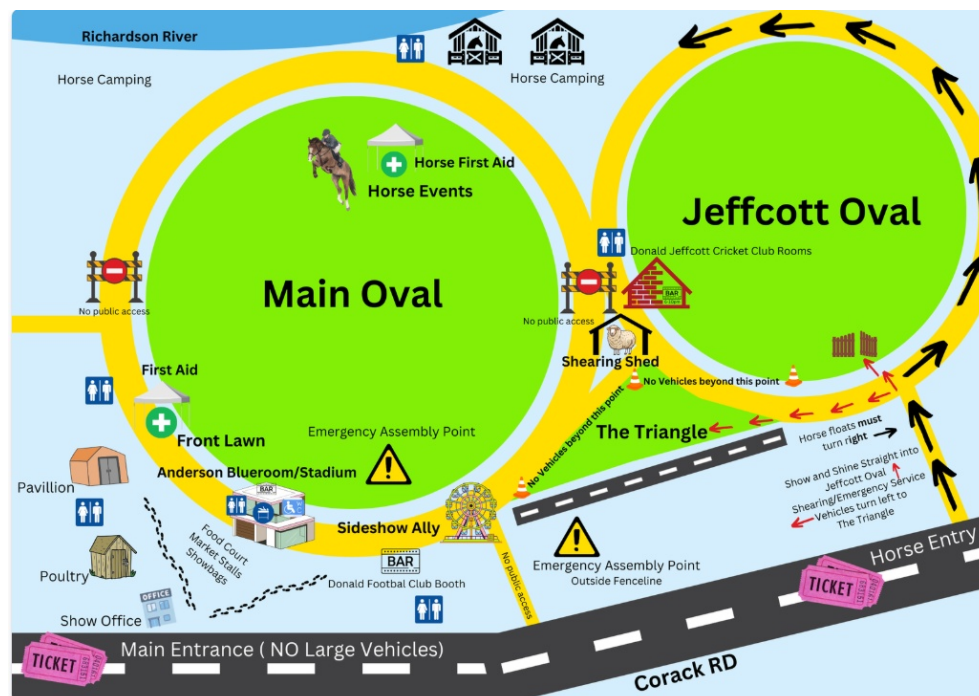 Richardson River
Horse Camping
Horse Camping
Horse First Aid
Horse Events
Jeffcott Oval
Donald Jeffcott Cricket Club Rooms
BAR
Main Oval
No public access
No public access
Shearing Shed
No Vehicles beyond this point
No Vehicles beyond this point
The Triangle
First Aid
Front Lawn
Emergency Assembly Point
Anderson Blueroom/Stadium
BAR
Sideshow Ally
Horse floats must
turn right
Show and Shine Straight into
Jeffcott Oval
Shearing/Emergency Service
Vehicles turn left to
The Triangle
Pavillion
Poultry
Food Court
Market Stalls
Showbags
BAR
Donald Footbal Club Booth
No public access
Emergency Assembly Point
Outside Fenceline
OFFICE
Show Office
Horse Entry
TICKET
Main Entrance ( NO Large Vehicles)
TICKET
Corack RD